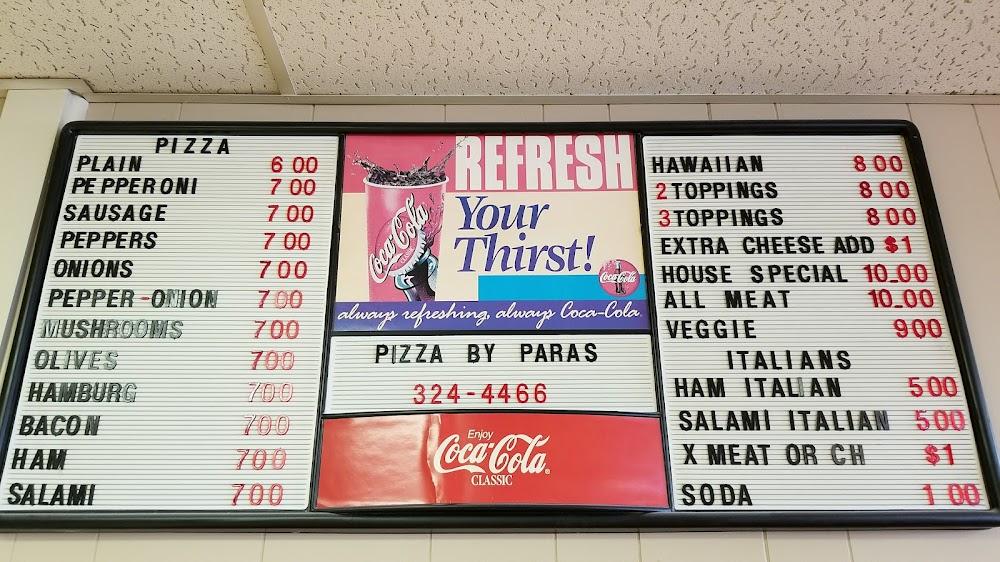 PIZZA
PLAIN 6 00
PEPPERONI 7 00
SAUSAGE 7 00
PEPPERS 7 00
ONIONS 7 00
PEPPER-ONION 7 00
MUSHROOMS 7 00
OLIVES 7 00
HAMBURG 7 00
BACON 7 00
HAM 7 00
SALAMI 7 00
REFRESH
Your
Thirst!
Coca-Cola
Coca-Cola
always refreshing, always Coca-Cola.
PIZZA BY PARAS
324-4466
Enjoy
Coca-Cola®
CLASSIC
HAWAIIAN 8 00
2 TOPPINGS 8 00
3 TOPPINGS 8 00
EXTRA CHEESE ADD $1
HOUSE SPECIAL 10_00
ALL MEAT 10_00
VEGGIE 9 00
ITALIANS
HAM ITALIAN 5 00
SALAMI ITALIAN 5 00
X MEAT OR CH $1
SODA 1 00